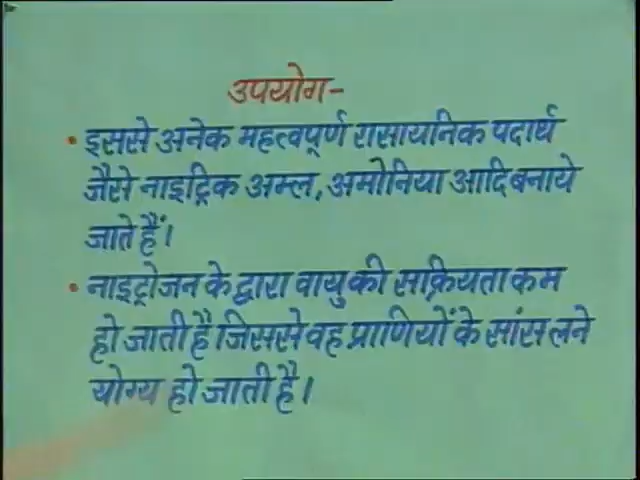 उपयोग-
• इससे अनेक महत्वपूर्ण रासायनिक पदार्थ
जैसे नाइट्रिक अम्ल, अमोनिया आदि बनाये
जाते हैं।
• नाइट्रोजन के द्वारा वायु की सक्रियता कम
हो जाती है जिससे वह प्राणियों के सांस लने
योग्य हो जाती है।